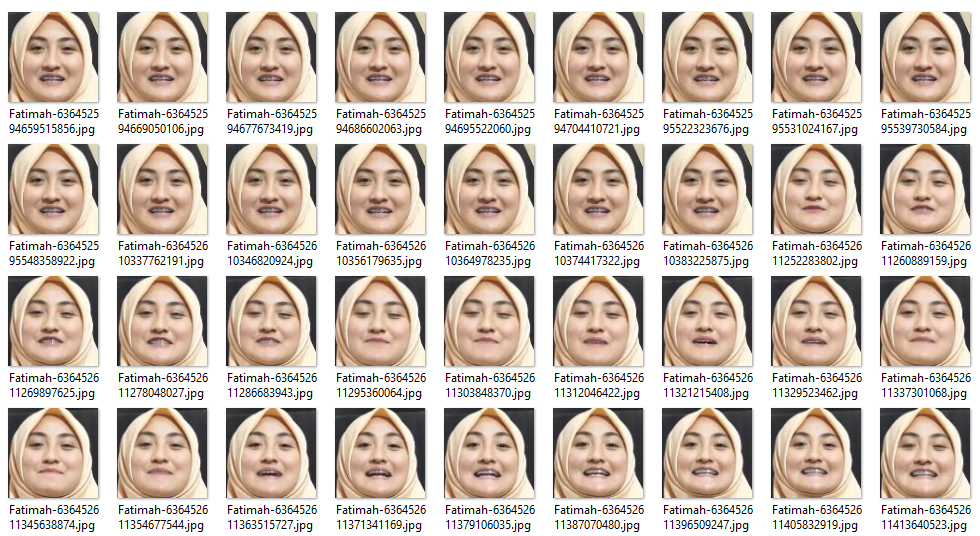 Fatimah-6364525
94659515856.jpg
Fatimah-6364525
94669050106.jpg
Fatimah-6364525
94677673419.jpg
Fatimah-6364525
94686602063.jpg
Fatimah-6364525
94695522060.jpg
Fatimah-6364525
94704410721.jpg
Fatimah-6364525
95522323676.jpg
Fatimah-6364525
95531024167.jpg
Fatimah-6364525
95539730584.jpg
Fatimah-6364525
95548358922.jpg
Fatimah-6364526
10337762191.jpg
Fatimah-6364526
10346820924.jpg
Fatimah-6364526
10356179635.jpg
Fatimah-6364526
10364978235.jpg
Fatimah-6364526
10374417322.jpg
Fatimah-6364526
10383225875.jpg
Fatimah-6364526
11252283802.jpg
Fatimah-6364526
11260889159.jpg
Fatimah-6364526
11269897625.jpg
Fatimah-6364526
11278048027.jpg
Fatimah-6364526
11286683943.jpg
Fatimah-6364526
11295360064.jpg
Fatimah-6364526
11303848370.jpg
Fatimah-6364526
11312046422.jpg
Fatimah-6364526
11321215408.jpg
Fatimah-6364526
11329523462.jpg
Fatimah-6364526
11337301068.jpg
Fatimah-6364526
11345638874.jpg
Fatimah-6364526
11354677544.jpg
Fatimah-6364526
11363515727.jpg
Fatimah-6364526
11371341169.jpg
Fatimah-6364526
11379106035.jpg
Fatimah-6364526
11387070480.jpg
Fatimah-6364526
11396509247.jpg
Fatimah-6364526
11405832919.jpg
Fatimah-6364526
11413640523.jpg